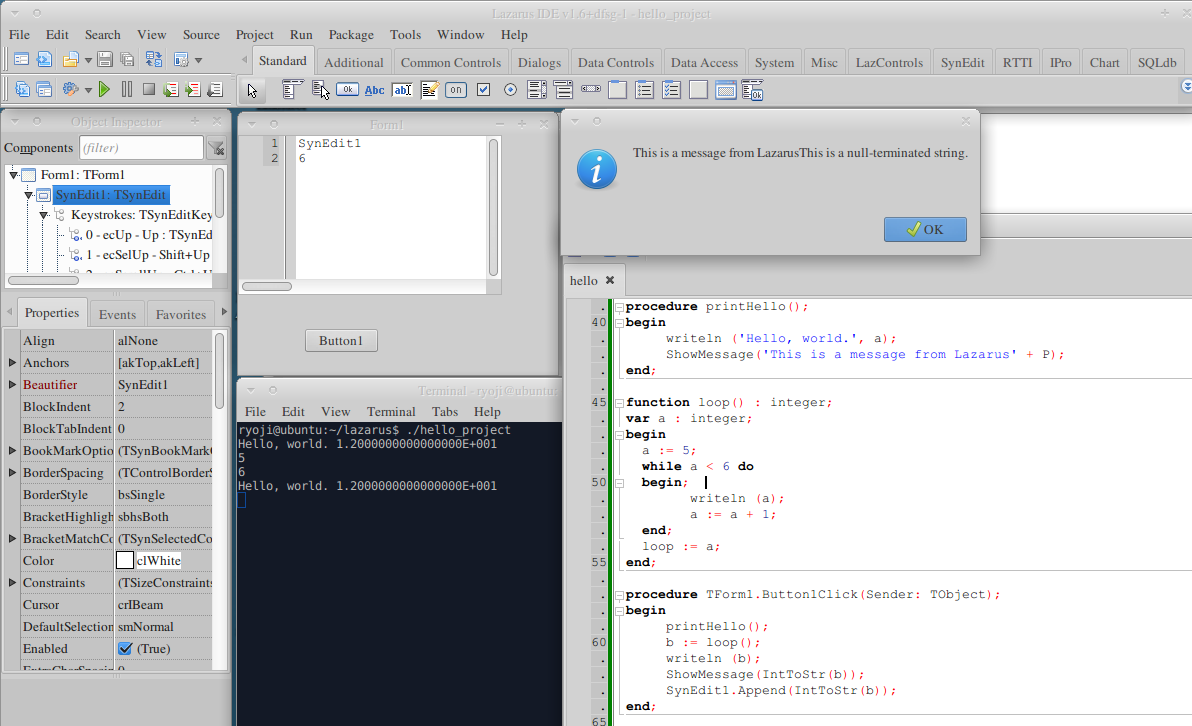 Lazarus IDE v1.6+dfsg-1 - hello_project
File Edit Search View Source Project Run Package Tools Window Help
Standard Additional Common Controls Dialogs Data Controls Data Access System Misc LazControls SynEdit RTTI IPro Chart SQLdb
Ok Abc abI on
Ok
Object Inspector
Components (filter)
Form1: TForm1
SynEdit1: TSynEdit
Keystrokes: TSynEditKey
0 - ecUp - Up : TSynEd
1 - ecSelUp - Shift+Up
Properties Events Favorites
Align alNone
Anchors [akTop,akLeft]
Beautifier SynEdit1
BlockIndent 2
BlockTabIndent 0
BookMarkOptio (TSynBookMark
BorderSpacing (TControlBorderS
BorderStyle bsSingle
BracketHighligh sbhsBoth
BracketMatchCo (TSynSelectedCo
Color clWhite
Constraints (TSizeConstraints
Cursor crIBeam
DefaultSelection smNormal
Enabled (True)
ExtraCharSpacin 0
Form1
1 SynEdit1
2 6
Button1
This is a message from LazarusThis is a null-terminated string.
OK
Terminal - ryoji@ubuntu:
File Edit View Terminal Tabs Help
ryoji@ubuntu:~/lazarus$ ./hello_project
Hello, world. 1.2000000000000000E+001
5
6
Hello, world. 1.2000000000000000E+001
hello
. procedure printHello();
40 begin
. writeln ('Hello, world.', a);
. ShowMessage('This is a message from Lazarus' + P);
. end;
.
45 function loop() : integer;
. var a : integer;
. begin
. a := 5;
. while a < 6 do
50 begin;
. writeln (a);
. a := a + 1;
. end;
. loop := a;
55 end;
.
. procedure TForm1.Button1Click(Sender: TObject);
. begin
. printHello();
60 b := loop();
. writeln (b);
. ShowMessage(IntToStr(b));
. SynEdit1.Append(IntToStr(b));
. end;
65